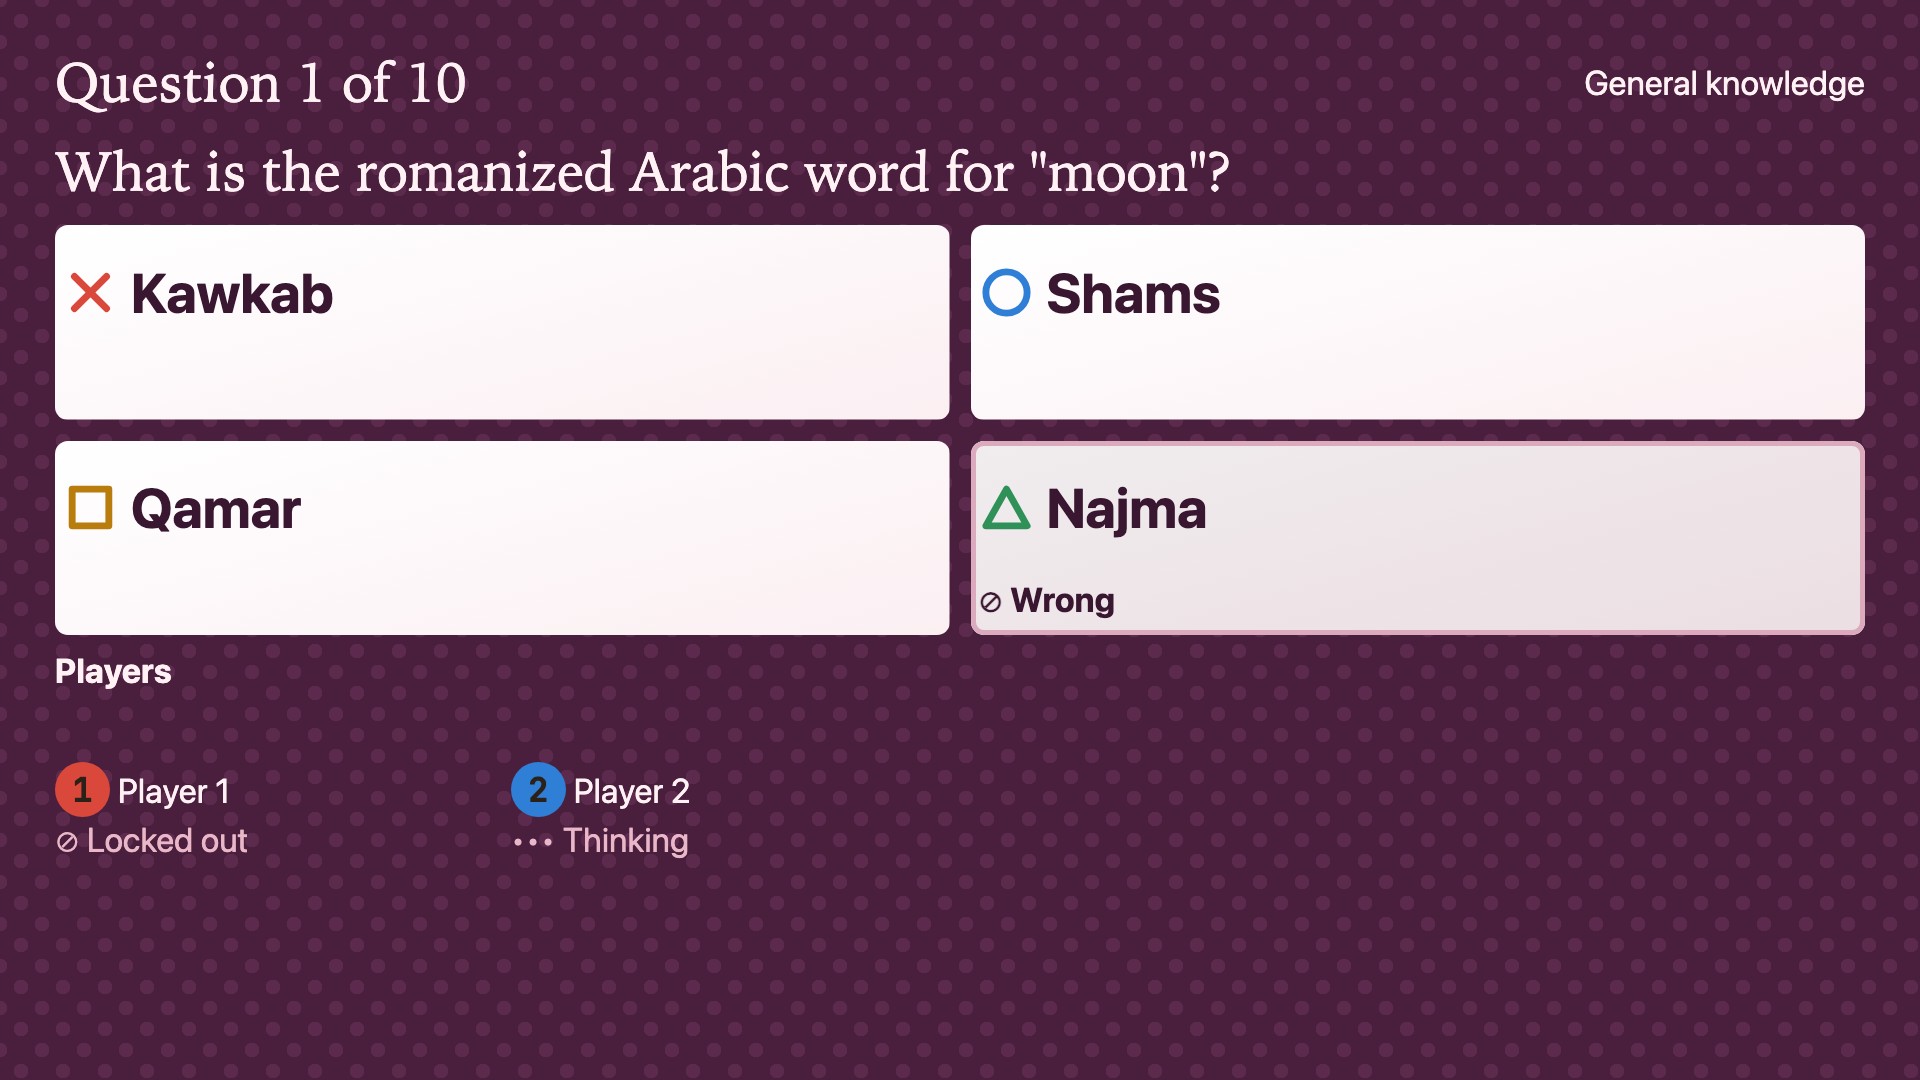 Question 1 of 10
General knowledge
What is the romanized Arabic word for "moon"?
Kawkab
Shams
Qamar
Najma
Wrong
Players
1 Player 1
2 Player 2
Locked out
Thinking